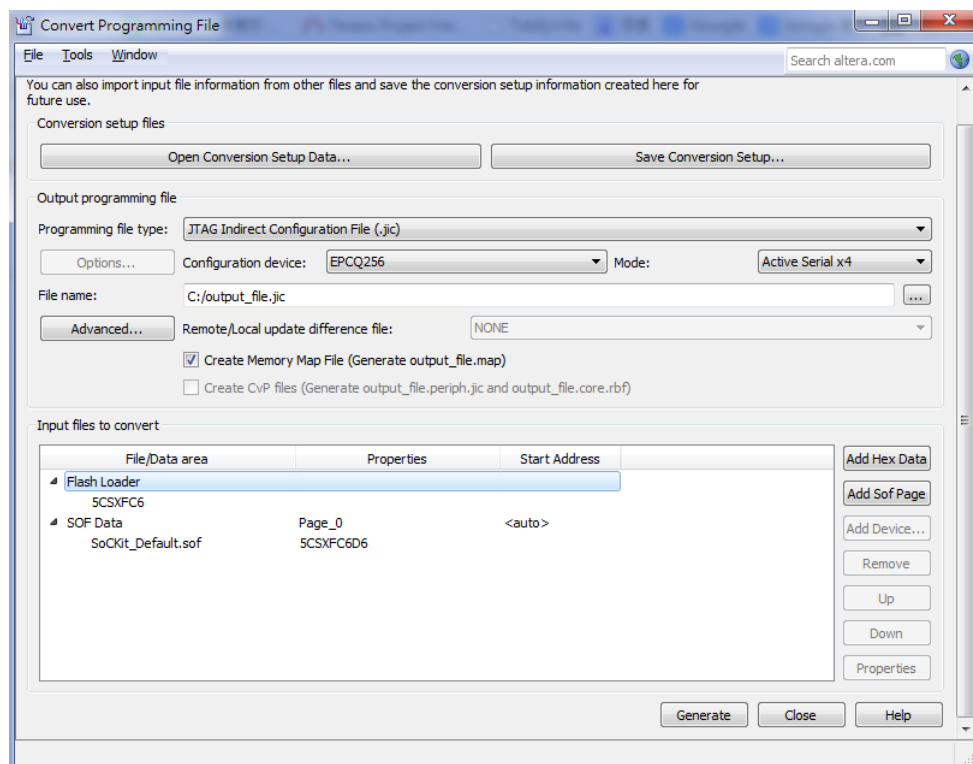 Convert Programming File
File Tools Window
Search altera.com
You can also import input file information from other files and save the conversion setup information created here for
future use.
Conversion setup files
Open Conversion Setup Data... Save Conversion Setup...
Output programming file
Programming file type: JTAG Indirect Configuration File (.jic)
Options... Configuration device: EPCQ256 Mode: Active Serial x4
File name: C:/output_file.jic ...
Advanced... Remote/Local update difference file: NONE
Create Memory Map File (Generate output_file.map)
Create CvP files (Generate output_file.periph.jic and output_file.core.rbf)
Input files to convert
File/Data area Properties Start Address
Add Hex Data
Flash Loader
Add Sof Page
5CSXFC6
SOF Data Page_0 <auto>
Add Device...
SoCKit_Default.sof 5CSXFC6D6
Remove
Up
Down
Properties
Generate Close Help